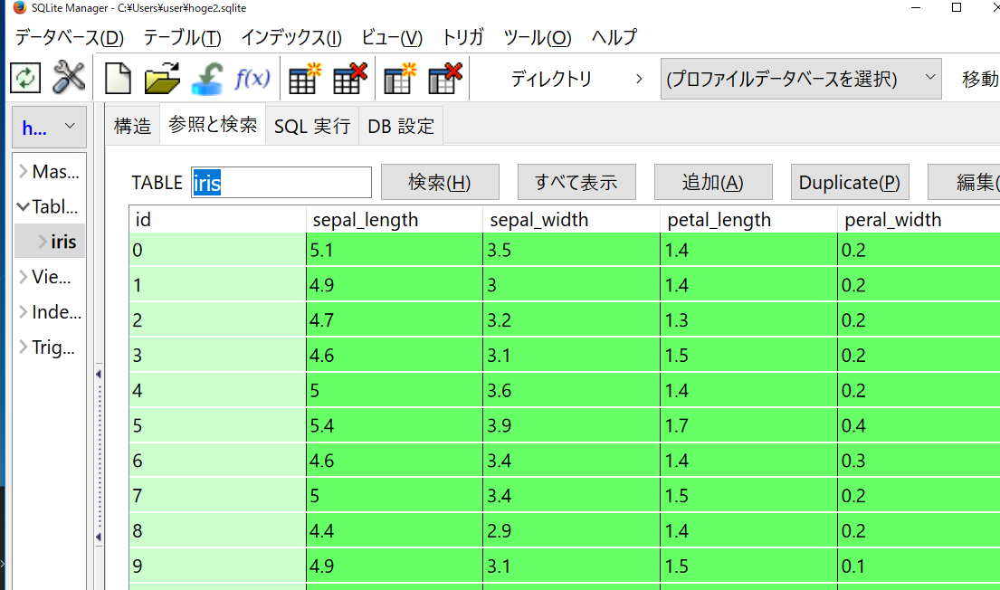 SQLite Manager - C:¥Users¥user¥hoge2.sqlite
データベース(D) テーブル(T) インデックス(I) ビュー(V) トリガ ツール(O) ヘルプ
f(x) ディレクトリ (プロファイルデータベースを選択) 移動
h...
構造 参照と検索 SQL 実行 DB 設定
Mas...
Tabl...
iris
Vie...
Inde...
Trig...
TABLE iris 検索(H) すべて表示 追加(A) Duplicate(P) 編集(
id sepal_length sepal_width petal_length peral_width
0 5.1 3.5 1.4 0.2
1 4.9 3 1.4 0.2
2 4.7 3.2 1.3 0.2
3 4.6 3.1 1.5 0.2
4 5 3.6 1.4 0.2
5 5.4 3.9 1.7 0.4
6 4.6 3.4 1.4 0.3
7 5 3.4 1.5 0.2
8 4.4 2.9 1.4 0.2
9 4.9 3.1 1.5 0.1